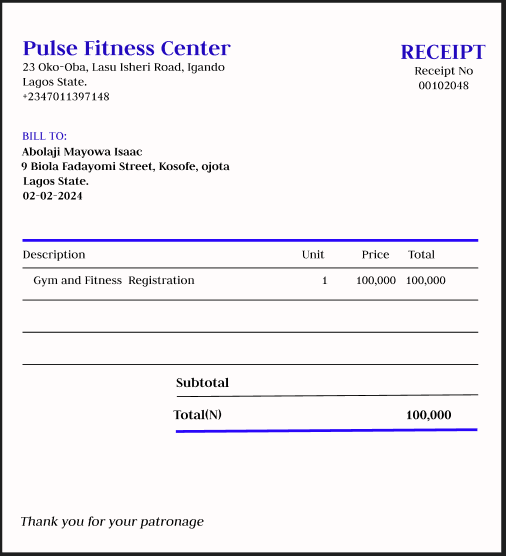 Pulse Fitness Center
23 Oko-Oba, Lasu Isheri Road, Igando
Lagos State.
+2347011397148
RECEIPT
Receipt No
00102048
BILL TO:
Abolaji Mayowa Isaac
9 Biola Fadayomi Street, Kosofe, ojota
Lagos State.
02-02-2024
Description Unit Price Total
Gym and Fitness Registration 1 100,000 100,000
Subtotal
Total(N) 100,000
Thank you for your patronage